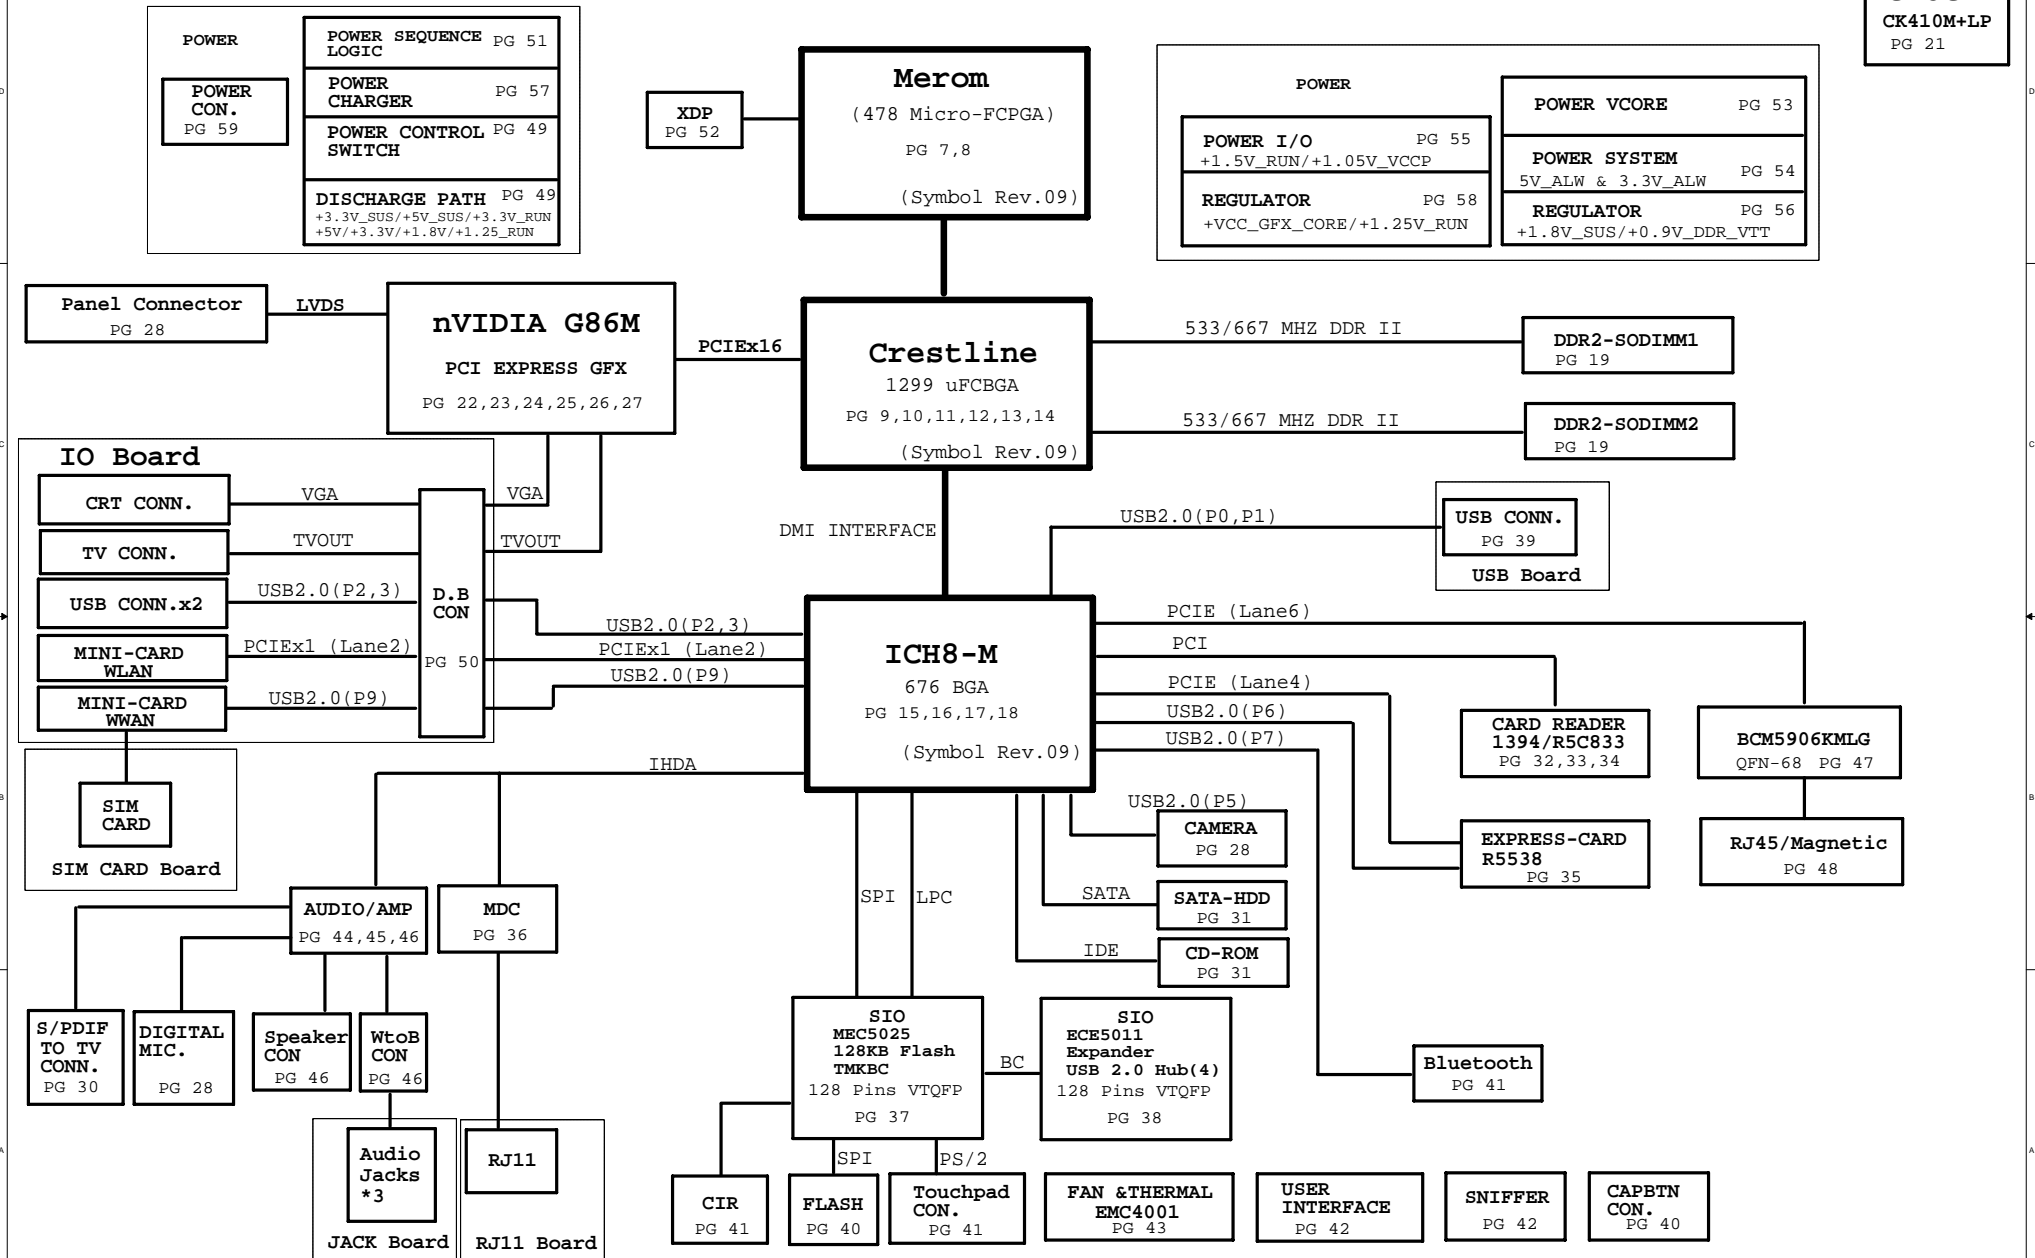 CK410M+LP
PG 21
POWER
POWER CON.
PG 59
POWER SEQUENCE LOGIC PG 51
POWER CHARGER PG 57
POWER CONTROL SWITCH PG 49
DISCHARGE PATH PG 49
+3.3V_SUS/+5V_SUS/+3.3V_RUN
+5V/+3.3V/+1.8V/+1.25_RUN
XDP
PG 52
Merom
(478 Micro-FCPGA)
PG 7,8
(Symbol Rev.09)
POWER
POWER I/O PG 55
+1.5V_RUN/+1.05V_VCCP
REGULATOR PG 58
+VCC_GFX_CORE/+1.25V_RUN
POWER VCORE PG 53
POWER SYSTEM PG 54
5V_ALW & 3.3V_ALW
REGULATOR PG 56
+1.8V_SUS/+0.9V_DDR_VTT
D
D
Panel Connector
PG 28
LVDS
nVIDIA G86M
PCI EXPRESS GFX
PG 22,23,24,25,26,27
PCIEx16
Crestline
1299 uFCBGA
PG 9,10,11,12,13,14
(Symbol Rev.09)
533/667 MHZ DDR II
DDR2-SODIMM1
PG 19
533/667 MHZ DDR II
DDR2-SODIMM2
PG 19
C
C
IO Board
CRT CONN.
VGA
VGA
TV CONN.
TVOUT
TVOUT
USB CONN.x2
USB2.0(P2,3)
MINI-CARD
WLAN
PCIEx1 (Lane2)
MINI-CARD
WWAN
USB2.0(P9)
D.B
CON
PG 50
USB2.0(P2,3)
PCIEx1 (Lane2)
USB2.0(P9)
DMI INTERFACE
USB2.0(P0,P1)
USB CONN.
PG 39
USB Board
ICH8-M
676 BGA
PG 15,16,17,18
(Symbol Rev.09)
PCIE (Lane6)
PCI
PCIE (Lane4)
USB2.0(P6)
USB2.0(P7)
CARD READER
1394/R5C833
PG 32,33,34
BCM5906KMLG
QFN-68 PG 47
B
B
SIM
CARD
SIM CARD Board
IHDA
USB2.0(P5)
CAMERA
PG 28
EXPRESS-CARD
R5538
PG 35
RJ45/Magnetic
PG 48
SATA
SATA-HDD
PG 31
IDE
CD-ROM
PG 31
SPI
LPC
AUDIO/AMP
PG 44,45,46
MDC
PG 36
S/PDIF
TO TV
CONN.
PG 30
DIGITAL
MIC.
PG 28
Speaker
CON
PG 46
WtoB
CON
PG 46
SIO
MEC5025
128KB Flash
TMKBC
128 Pins VTQFP
PG 37
BC
SIO
ECE5011
Expander
USB 2.0 Hub(4)
128 Pins VTQFP
PG 38
Bluetooth
PG 41
A
A
Audio
Jacks
*3
JACK Board
RJ11
RJ11 Board
SPI
PS/2
CIR
PG 41
FLASH
PG 40
Touchpad
CON.
PG 41
FAN &THERMAL
EMC4001
PG 43
USER
INTERFACE
PG 42
SNIFFER
PG 42
CAPBTN
CON.
PG 40